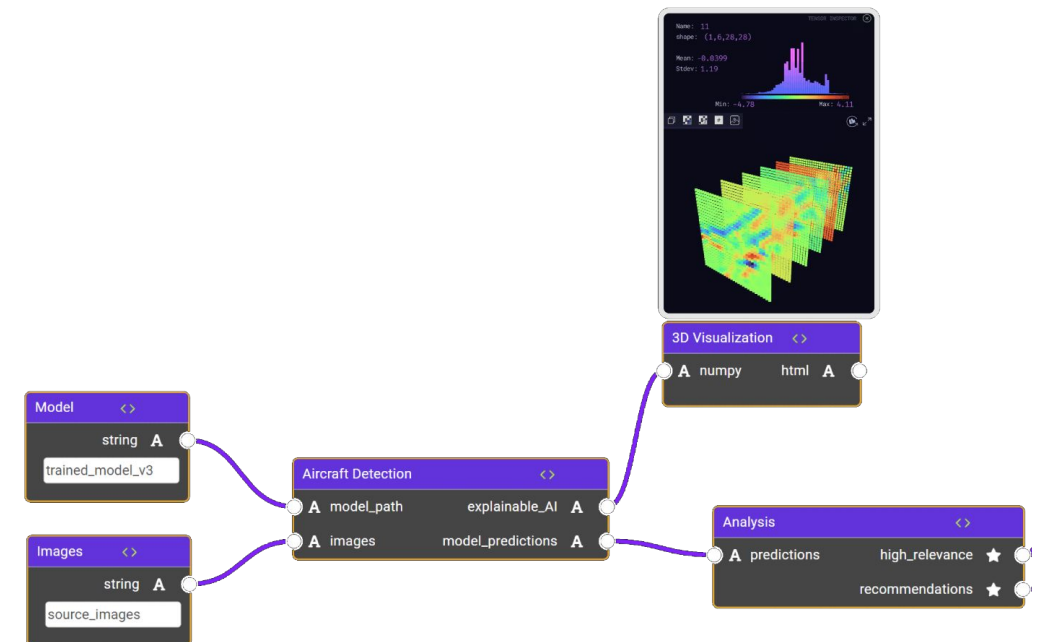 TENSOR INSPECTOR
Name: 11
shape: (1,6,28,28)
Mean: -0.0399
Stdev: 1.19
Min: -4.78 Max: 4.11
3D Visualization <>
A numpy html A
Model <>
string A
trained_model_v3
Aircraft Detection <>
A model_path explainable_AI A
A images model_predictions A
Images <>
string A
source_images
Analysis <>
A predictions high_relevance
recommendations